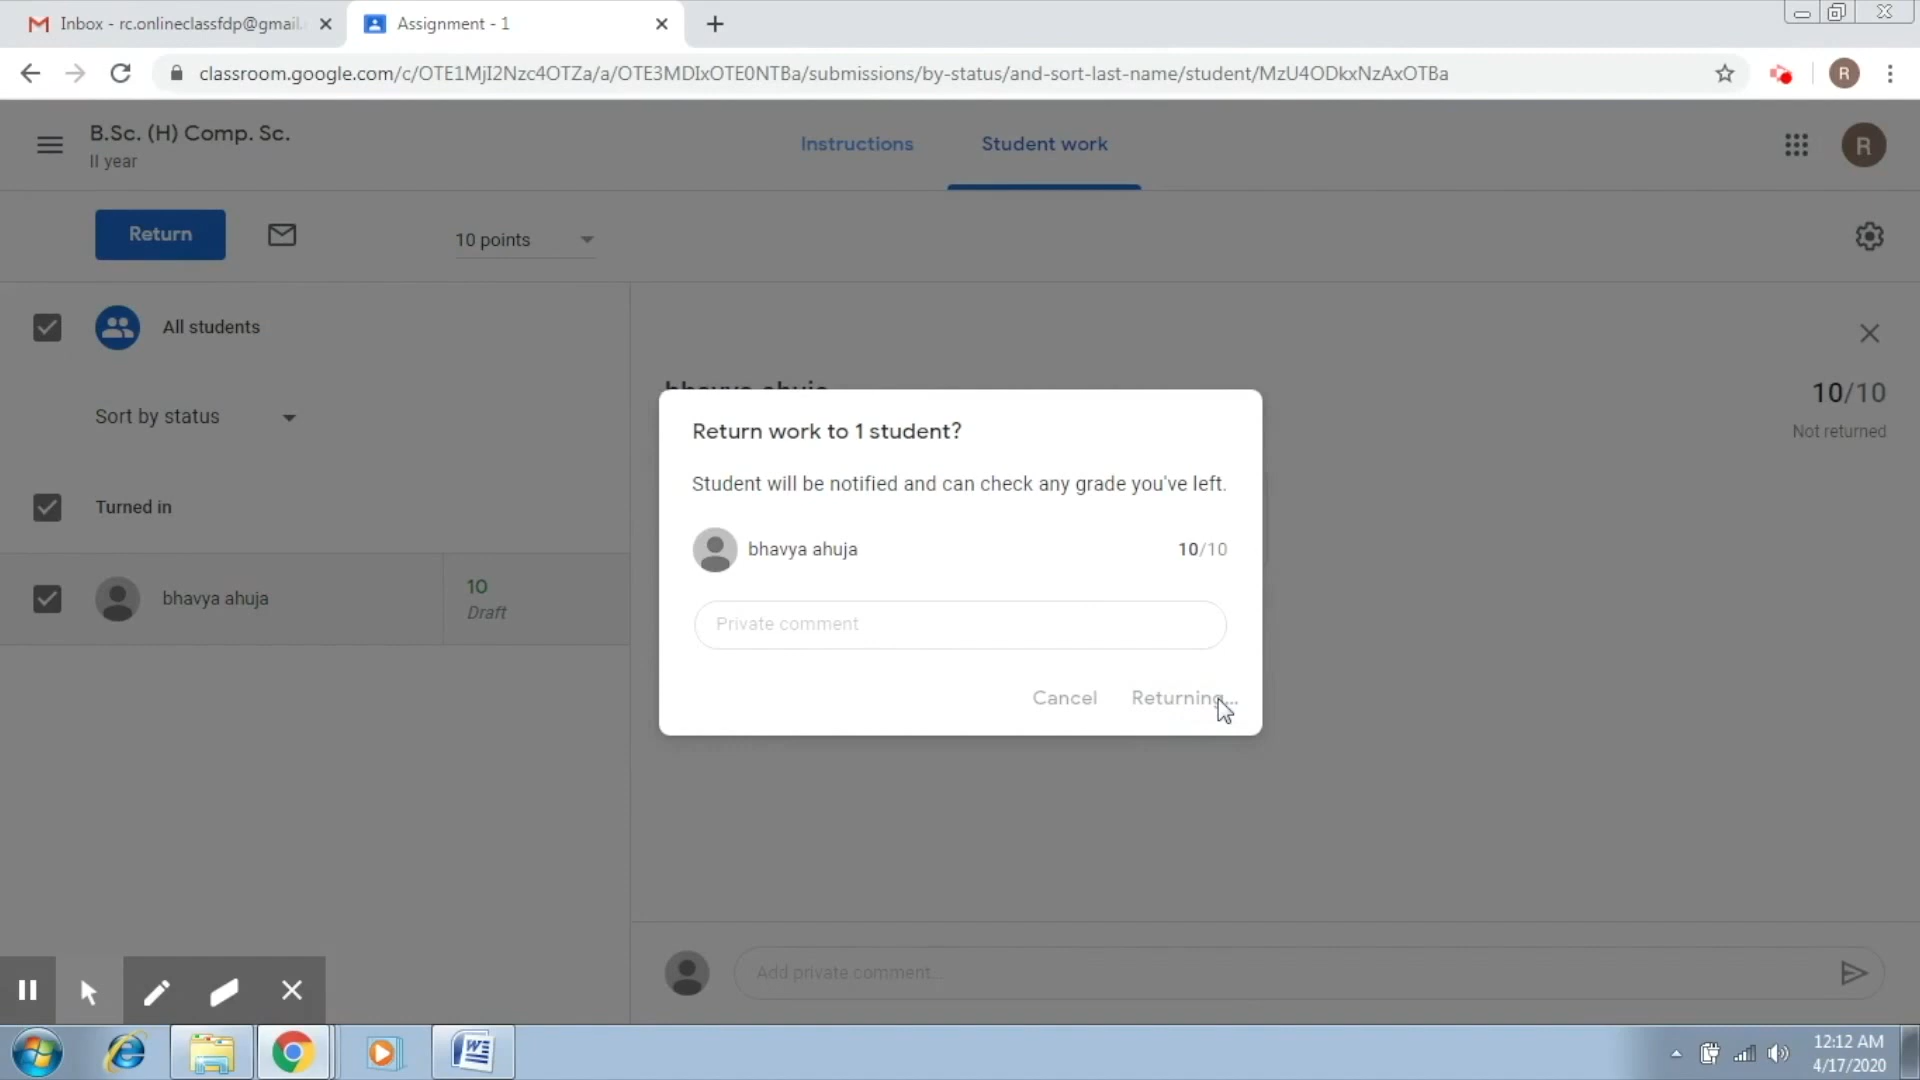 Inbox - rc.onlineclassfdp@gmail.
Assignment - 1
classroom.google.com/c/OTE1MjI2Nzc4OTZa/a/OTE3MDIxOTE0NTBa/submissions/by-status/and-sort-last-name/student/MzU4ODkxNzAxOTBa
R
B.Sc. (H) Comp. Sc.
II year
Instructions
Student work
R
Return
10 points
All students
Sort by status
Turned in
bhavya ahuja
10
Draft
bhavya ahuja
10/10
Not returned
Return work to 1 student?
Student will be notified and can check any grade you've left.
bhavya ahuja
10/10
Private comment
Cancel
Returning...
Add private comment...
12:12 AM
4/17/2020